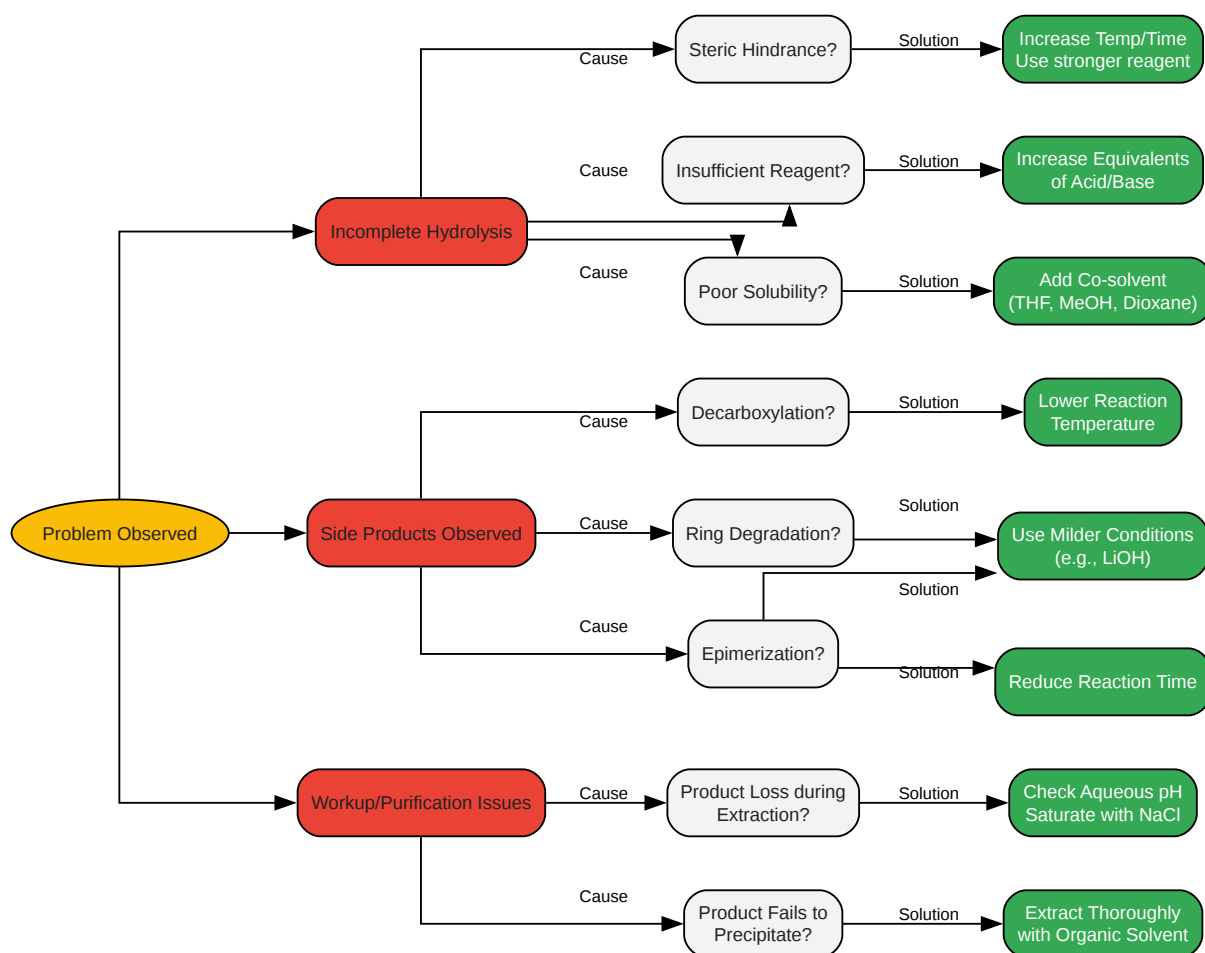 Steric Hindrance?
Cause
Solution
Increase Temp/Time
Use stronger reagent
Insufficient Reagent?
Cause
Solution
Increase Equivalents
of Acid/Base
Incomplete Hydrolysis
Cause
Poor Solubility?
Solution
Add Co-solvent
(THF, MeOH, Dioxane)
Decarboxylation?
Cause
Solution
Lower Reaction
Temperature
Problem Observed
Side Products Observed
Cause
Ring Degradation?
Solution
Use Milder Conditions
(e.g., LiOH)
Solution
Cause
Epimerization?
Solution
Reduce Reaction Time
Workup/Purification Issues
Cause
Product Loss during
Extraction?
Solution
Check Aqueous pH
Saturate with NaCl
Cause
Product Fails to
Precipitate?
Solution
Extract Thoroughly
with Organic Solvent